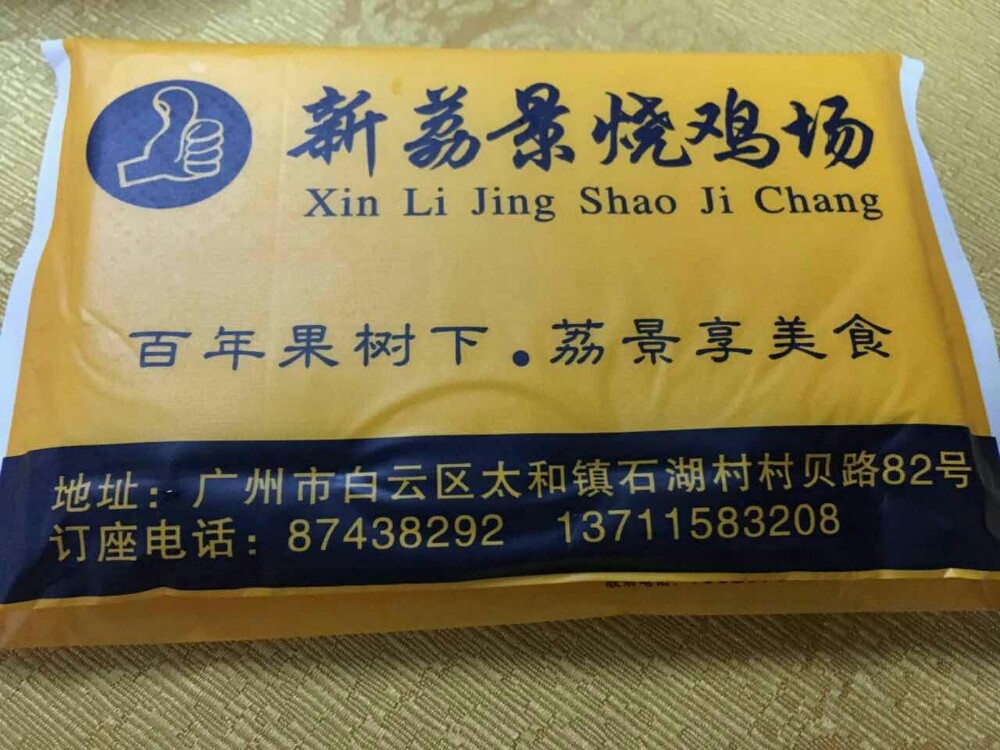 新荔景烧鸡场
Xin Li Jing Shao Ji Chang
百年果树下.荔景享美食
地址：广州市白云区太和镇石湖村村贝路82号
订座电话：87438292 13711583208